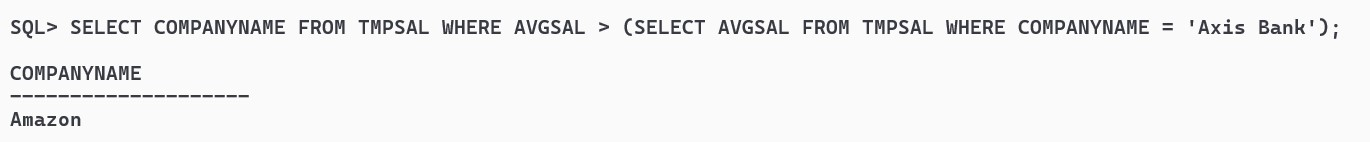 SQL> SELECT COMPANYNAME FROM TMPSAL WHERE AVGSAL > (SELECT AVGSAL FROM TMPSAL WHERE COMPANYNAME = 'Axis Bank');
COMPANYNAME
--------------------
Amazon